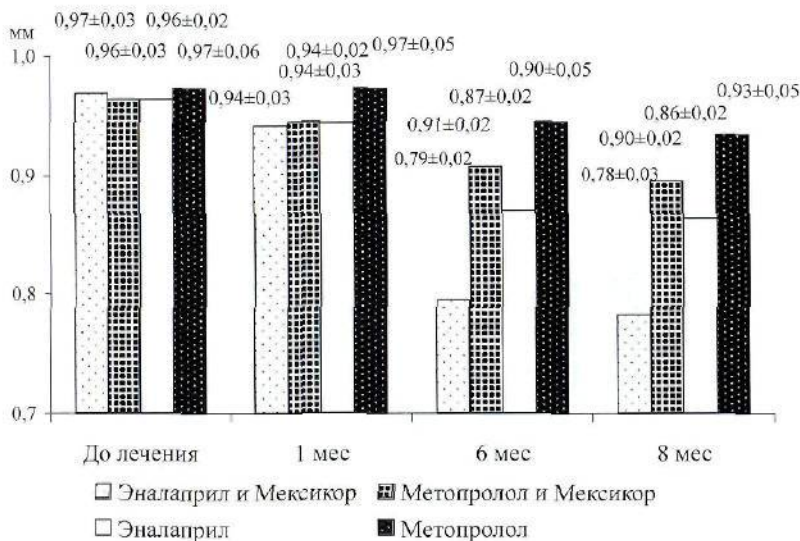 0,97±0,03 0,96±0,02
мм
0,96±0,03 0,97±0,06 0,94±0,02 0,97±0,05
1,0
0,94±0,03 0,90±0,05
0,94±0,03 0,87±0,02 0,93±0,05
0,91±0,02 0,86±0,02
0,79±0,02 0,90±0,02
0,9
0,78±0,03
0,8
0,7
До лечения 1 мес 6 мес 8 мес
Эналаприл и Мексикор Метопролол и Мексикор
Эналаприл Метопролол